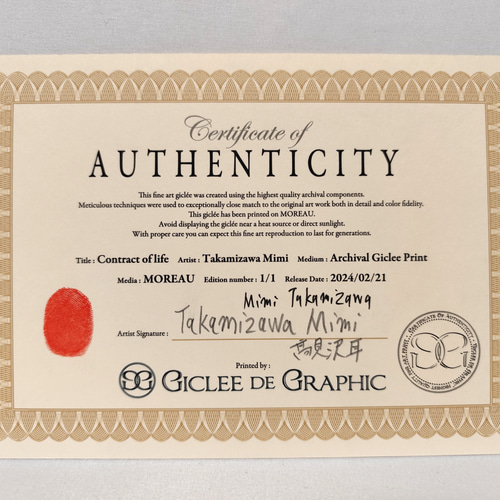 Certificate of
AUTHENTICITY
This fine art giclée was created using the highest quality archival components.
Meticulous techniques were used to exceptionally close match to the original art work both in detail and color fidelity.
This giclée has been printed on MOREAU.
Avoid displaying the giclée near a heat source or direct sunlight.
With proper care you can expect this fine art reproduction to last for generations.
Title : Contract of life Artist : Takamizawa Mimi Medium : Archival Giclee Print
Media : MOREAU Edition number : 1/1 Release Date : 2024/02/21
Mimi Takamizawa
Artist Signature : Takamizawa Mimi
高見沢耳
Printed by :
GICLEE DE GRAPHIC
CERTIFICATE OF AUTHENTICITY